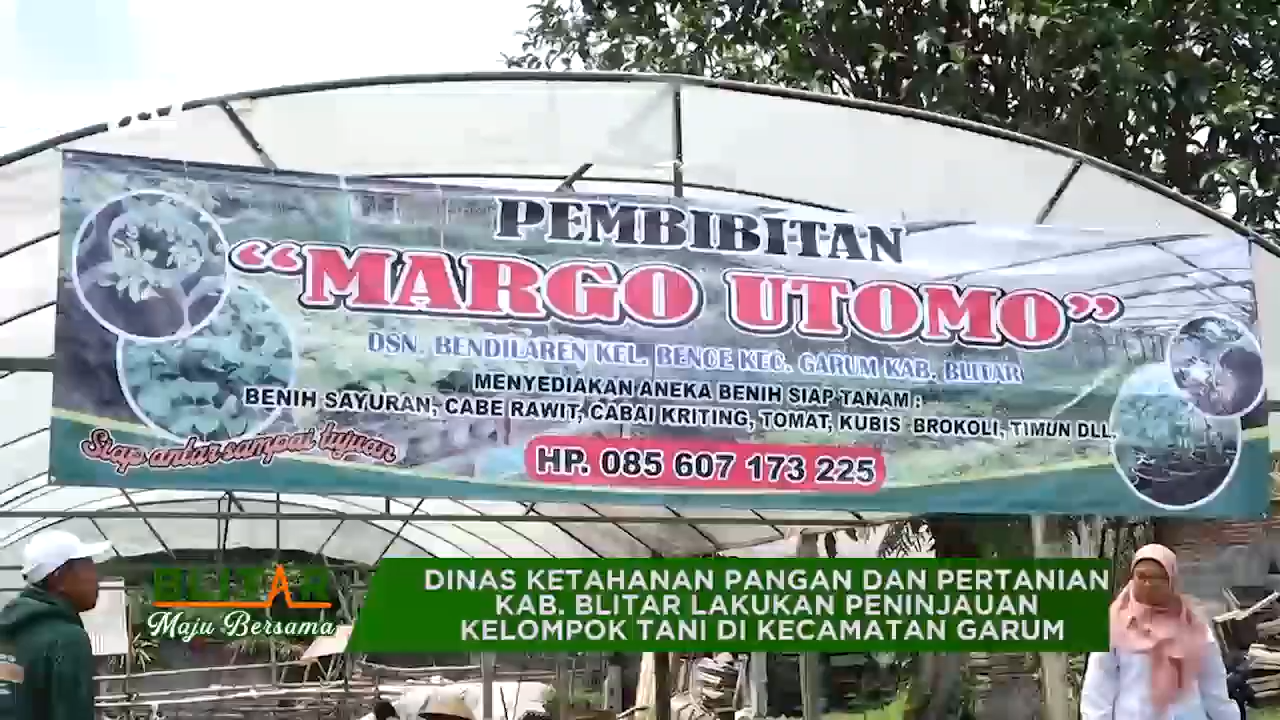 PEMBIBITAN
"MARGO UTOMO"
DSN. BENDILAREN KEL. BENCE KEC. GARUM KAB. BLITAR
MENYEDIAKAN ANEKA BENIH SIAP TANAM :
BENIH SAYURAN, CABE RAWIT, CABAI KRITING, TOMAT, KUBIS BROKOLI, TIMUN DLL.
Siap antar sampai tujuan
HP. 085 607 173 225
BLITAR
Maju Bersama
DINAS KETAHANAN PANGAN DAN PERTANIAN
KAB. BLITAR LAKUKAN PENINJAUAN
KELOMPOK TANI DI KECAMATAN GARUM